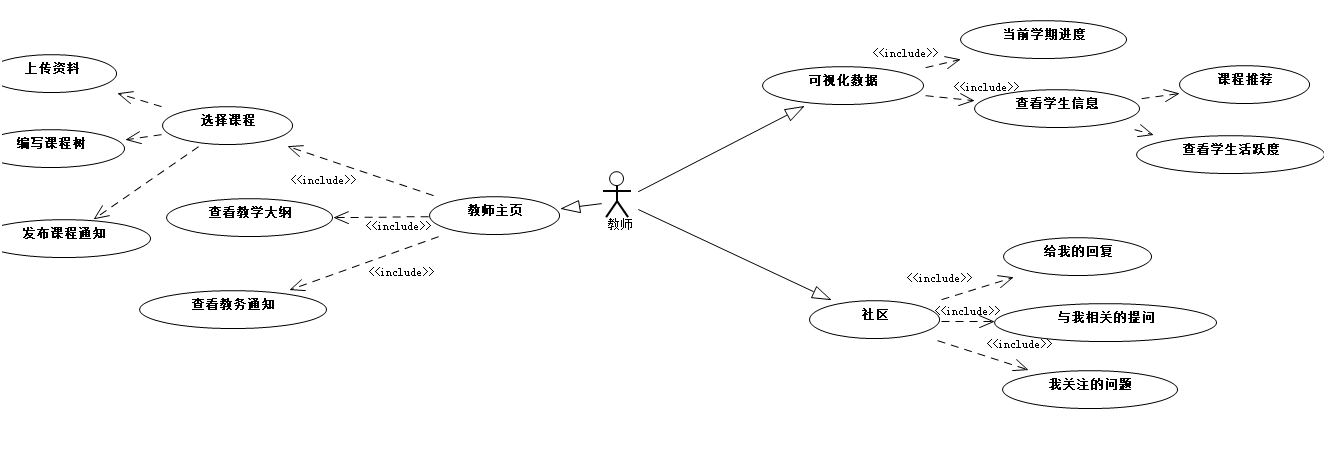 当前学期进度
<<include>>
上传资料
可视化数据
课程推荐
<<include>>
查看学生信息
选择课程
编写课程树
查看学生活跃度
<<include>>
查看教学大纲
教师主页
<<include>>
教师
发布课程通知
给我的回复
<<include>>
<<include>>
查看教务通知
社区
<<include>>
与我相关的提问
<<include>>
我关注的问题